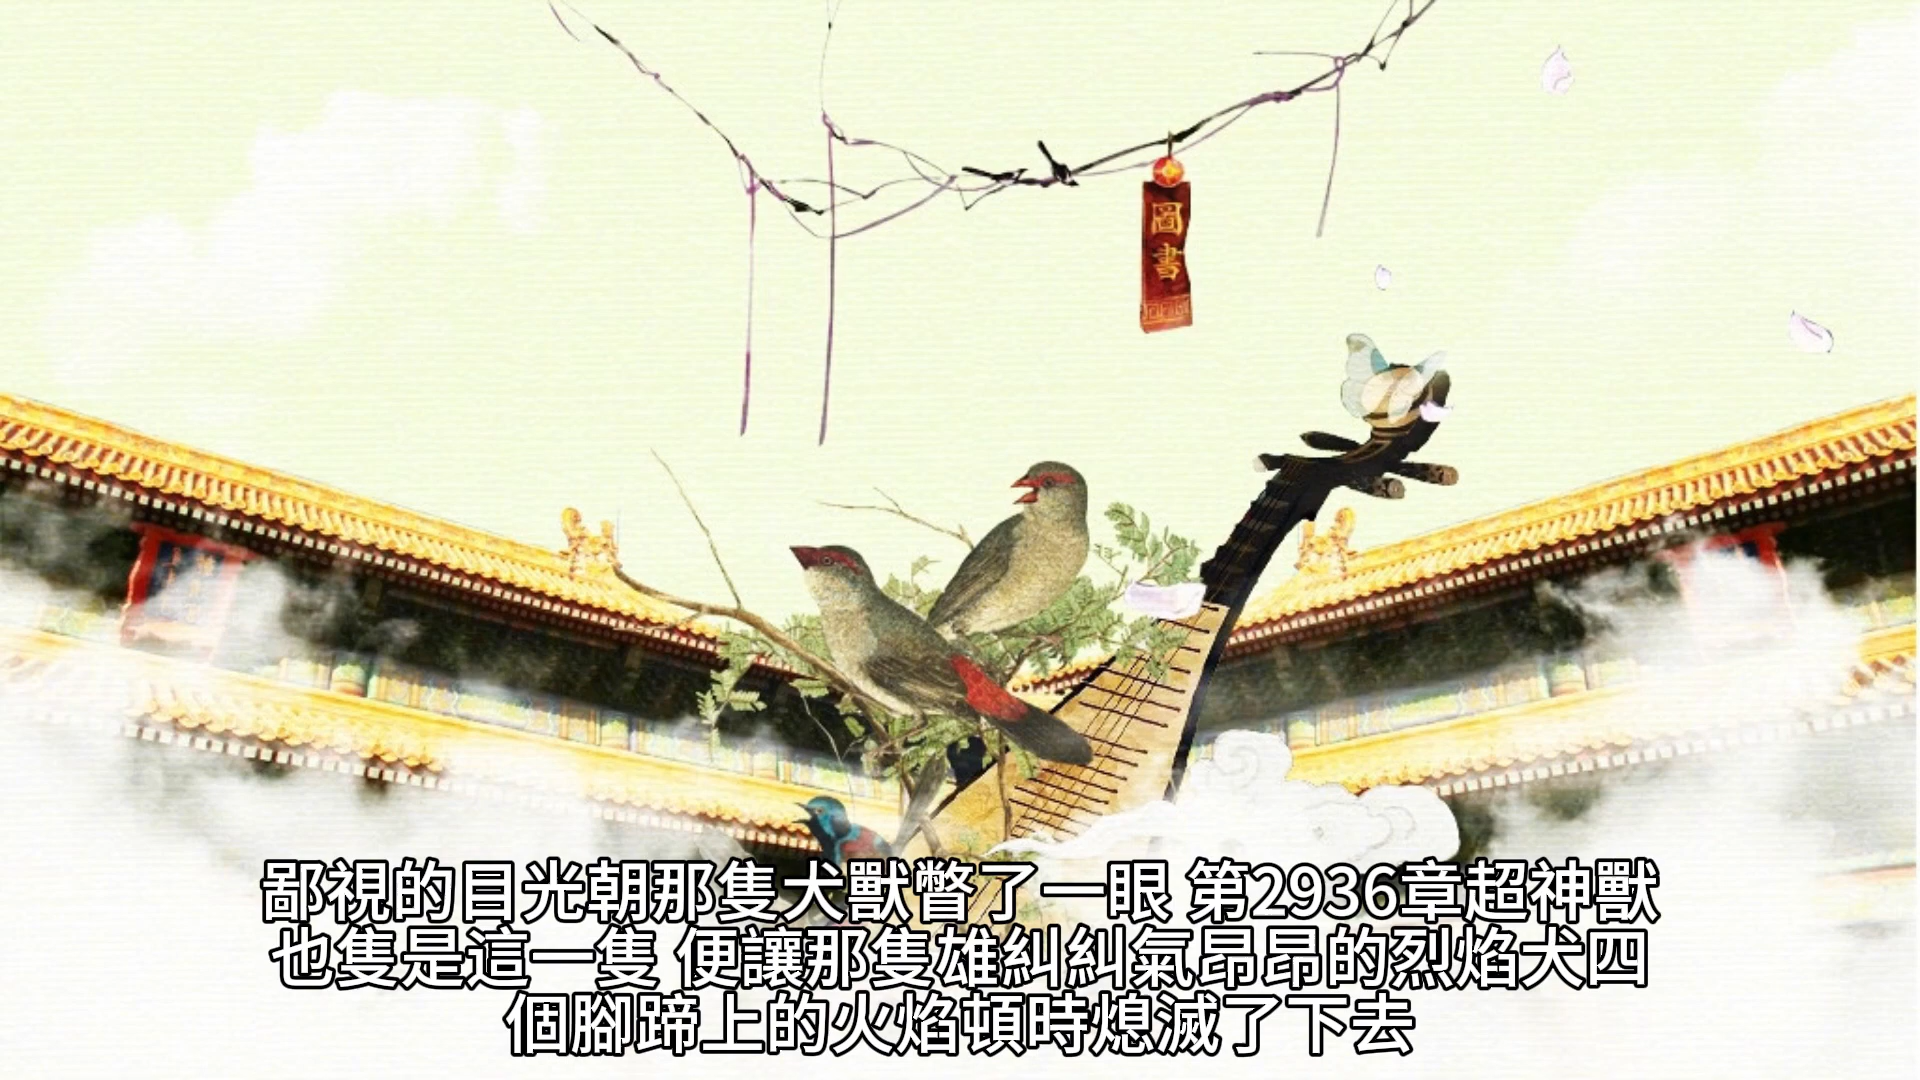 圖書
鄙視的目光朝那隻犬獸瞥了一眼 第2936章超神獸
也隻是這一隻 便讓那隻雄糾糾氣昂昂的烈焰犬四
個腳蹄上的火焰頓時熄滅了下去